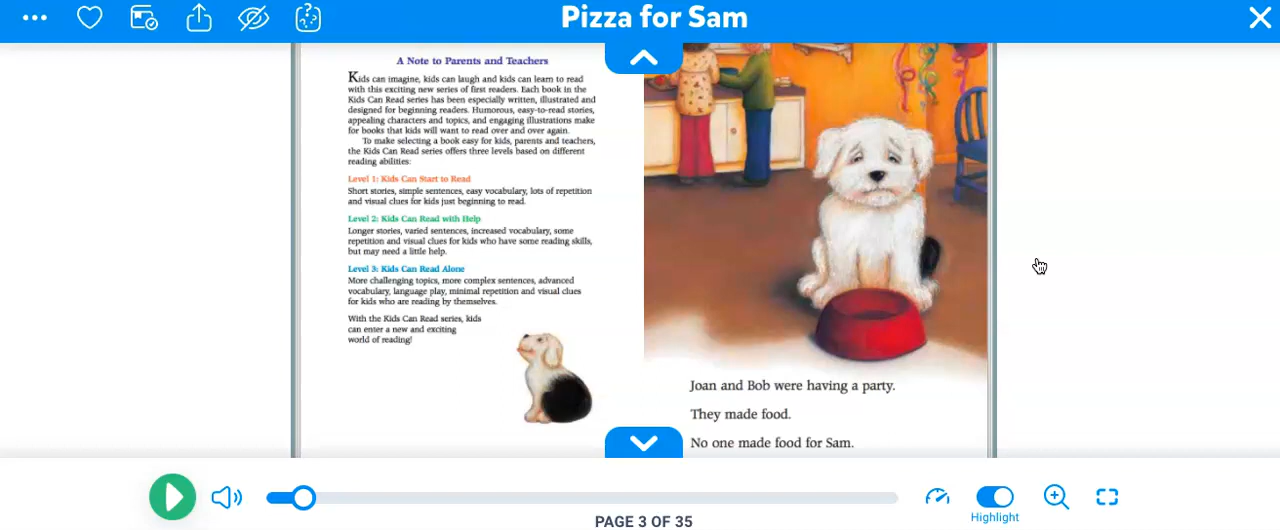 Pizza for Sam
A Note to Parents and Teachers
Kids can imagine, kids can laugh and kids can learn to read
with this exciting new series of first readers. Each book in the
Kids Can Read series has been especially written, illustrated and
designed for beginning readers. Humorous, easy-to-read stories,
appealing characters and topics, and engaging illustrations make
for books that kids will want to read over and over again.
To make selecting a book easy for kids, parents and teachers,
the Kids Can Read series offers three levels based on different
reading abilities:
Level 1: Kids Can Start to Read
Short stories, simple sentences, easy vocabulary, lots of repetition
and visual clues for kids just beginning to read.
Level 2: Kids Can Read with Help
Longer stories, varied sentences, increased vocabulary, some
repetition and visual clues for kids who have some reading skills,
but may need a little help.
Level 3: Kids Can Read Alone
More challenging topics, more complex sentences, advanced
vocabulary, language play, minimal repetition and visual clues
for kids who are reading by themselves.
With the Kids Can Read series, kids
can enter a new and exciting
world of reading!
Joan and Bob were having a party.
They made food.
No one made food for Sam.
Highlight
PAGE 3 OF 35